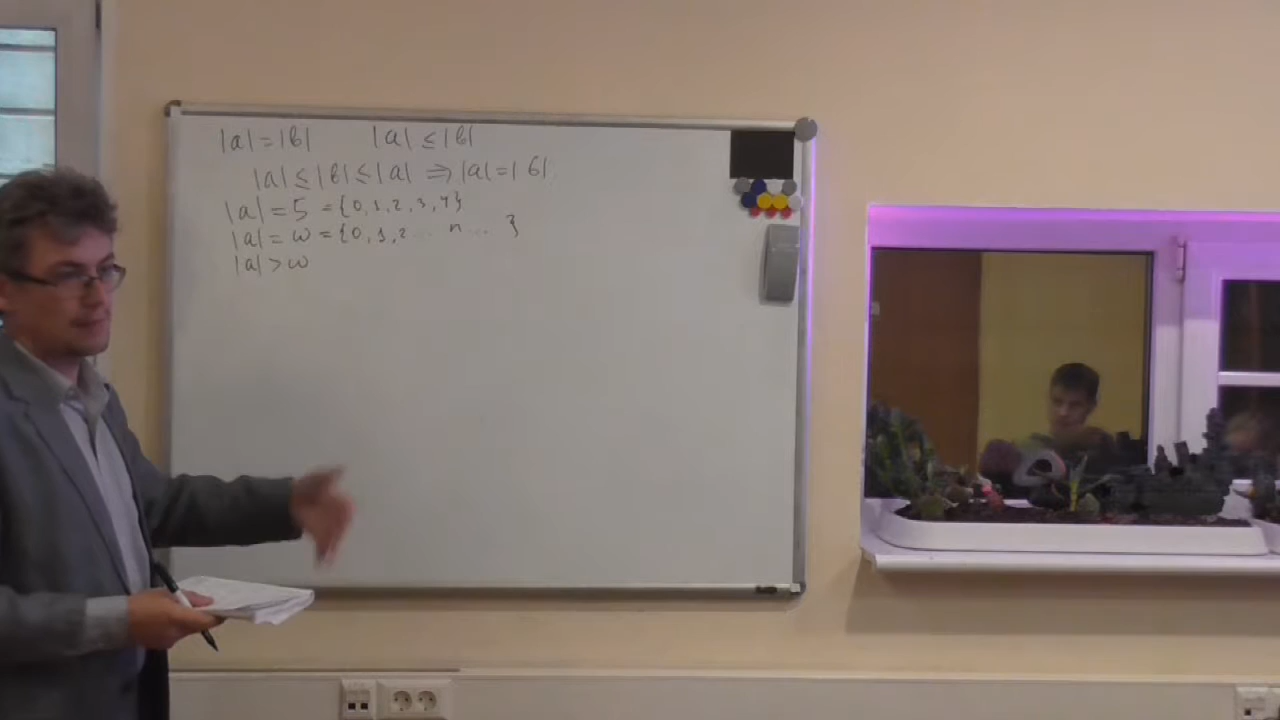 |a| = |b| |a| ≤ |b|
|a| ≤ |b| ≤ |a| ⇒ |a| = |b|.
|a| = 5 = {0, 1, 2, 3, 4}
|a| = ω = {0, 1, 2 ... n ... }
|a| > ω